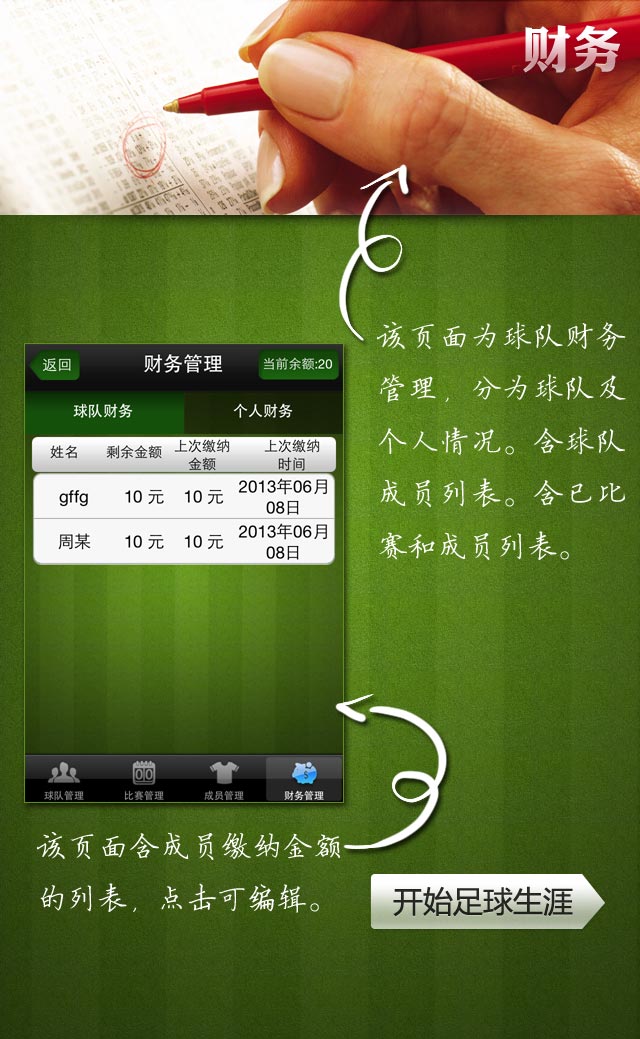 财务
该页面为球队财务
管理，分为球队及
个人情况。含球队
成员列表。含已比
赛和成员列表。
返回 财务管理 当前余额:20
球队财务 个人财务
姓名 剩余金额 上次缴纳金额 上次缴纳时间
gffg 10 元 10 元 2013年06月08日
周某 10 元 10 元 2013年06月08日
球队管理 比赛管理 成员管理 财务管理
该页面含成员缴纳金额
的列表，点击可编辑。
开始足球生涯